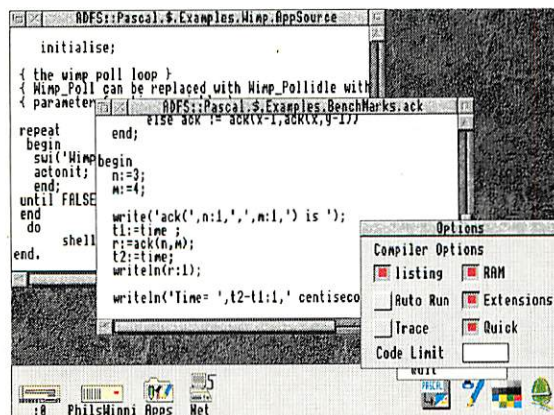 ADFS::Pascal.$.Examples.Wimp.AppSource
initialise;
{ the wimp poll loop }
{ Wimp_Poll can be replaced with Wimp_Pollidle with
{ parameter
repeat
begin
swi('Wimp
actonit;
end;
until FALSE
end
do
shell
end.
ADFS::Pascal.$.Examples.BenchMarks.ack
else ack := ack(x-1,ack(x,y-1))
end;
begin
n:=3;
m:=4;
write('ack(',n:1,',',m:1,') is ');
t1:=time ;
r:=ack(n,m);
t2:=time;
writeln(r:1);
writeln('Time= ',t2-t1:1,' centiseco
Options
Compiler Options
listing RAM
Auto Run Extensions
Trace Quick
Code Limit
Edit
:0 PhilsWinni Apps Net
PASCAL